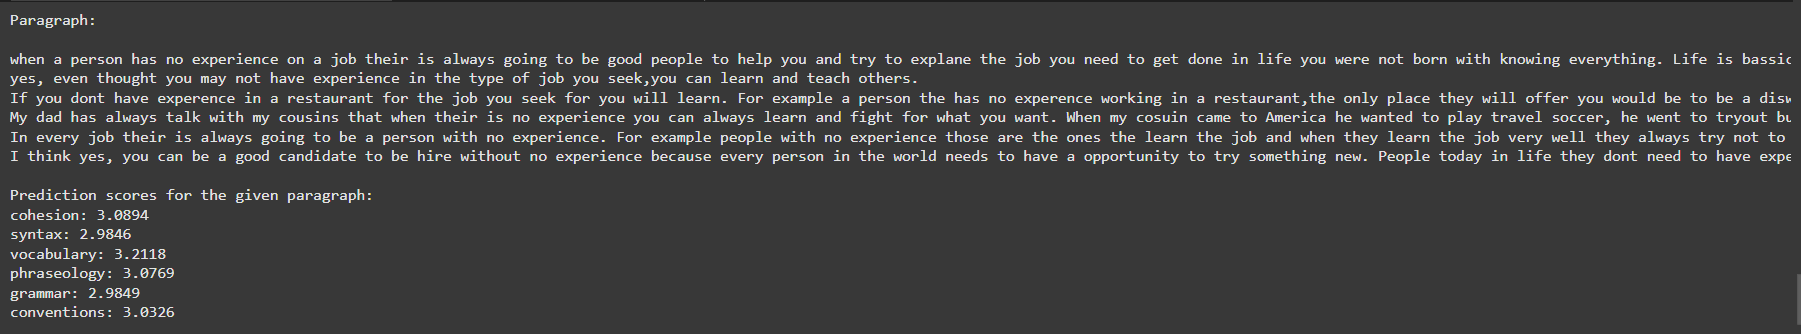 Paragraph:
when a person has no experience on a job their is always going to be good people to help you and try to explane the job you need to get done in life you were not born with knowing everything. Life is bassic
yes, even thought you may not have experience in the type of job you seek,you can learn and teach others.
If you dont have experence in a restaurant for the job you seek for you will learn. For example a person the has no experence working in a restaurant,the only place they will offer you would be to be a disw
My dad has always talk with my cousins that when their is no experience you can always learn and fight for what you want. When my cosuin came to America he wanted to play travel soccer, he went to tryout bu
In every job their is always going to be a person with no experience. For example people with no experience those are the ones the learn the job and when they learn the job very well they always try not to
I think yes, you can be a good candidate to be hire without no experience because every person in the world needs to have a opportunity to try something new. People today in life they dont need to have expe
Prediction scores for the given paragraph:
cohesion: 3.0894
syntax: 2.9846
vocabulary: 3.2118
phraseology: 3.0769
grammar: 2.9849
conventions: 3.0326